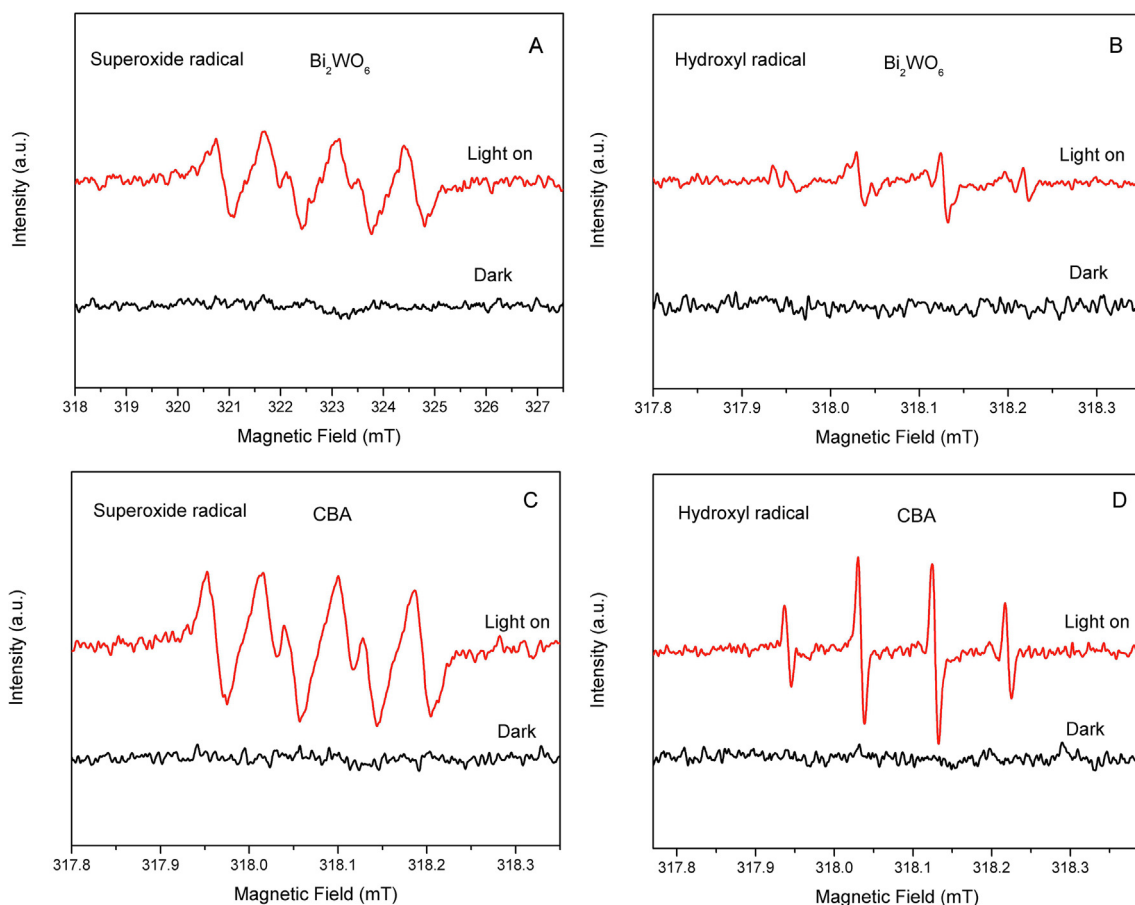 A
Superoxide radical
Bi₂WO₆
Light on
Dark
Intensity (a.u.)
318 319 320 321 322 323 324 325 326 327
Magnetic Field (mT)
B
Hydroxyl radical
Bi₂WO₆
Light on
Dark
Intensity (a.u.)
317.8 317.9 318.0 318.1 318.2 318.3
Magnetic Field (mT)
C
Superoxide radical
CBA
Light on
Dark
Intensity (a.u.)
317.8 317.9 318.0 318.1 318.2 318.3
Magnetic Field (mT)
D
Hydroxyl radical
CBA
Light on
Dark
Intensity (a.u.)
317.8 317.9 318.0 318.1 318.2 318.3
Magnetic Field (mT)